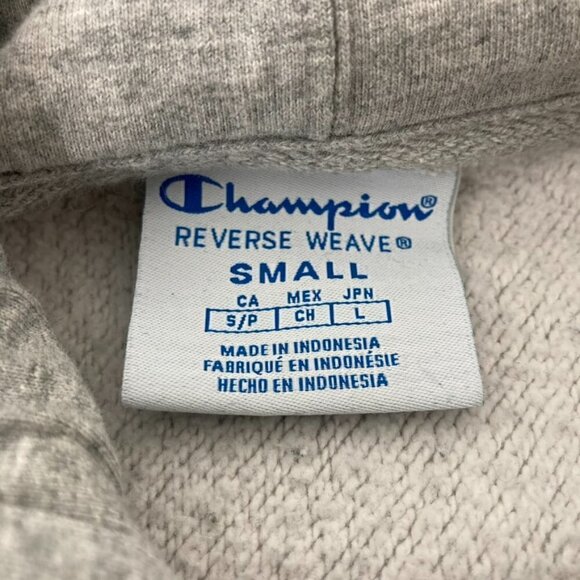 Champion®
REVERSE WEAVE®
SMALL
CA MEX JPN
S/P CH L
MADE IN INDONESIA
FABRIQUÉ EN INDONÉSIE
HECHO EN INDONESIA